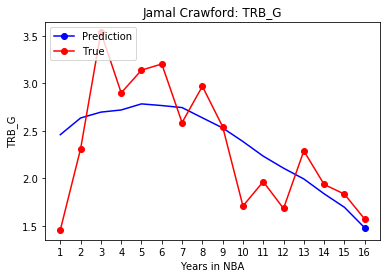 Jamal Crawford: TRB_G
Prediction
True
3.5
3.0
2.5
2.0
1.5
TRB_G
1 2 3 4 5 6 7 8 9 10 11 12 13 14 15 16
Years in NBA